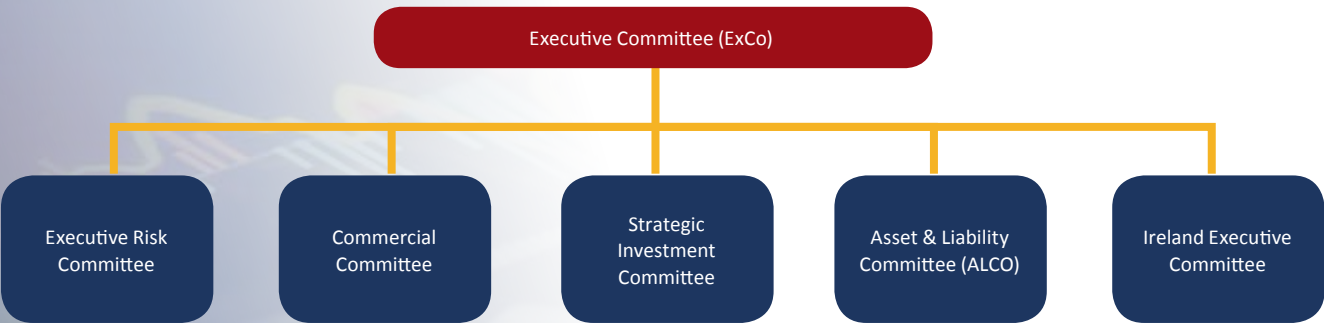 Executive Committee (ExCo)
Executive Risk
Committee
Commercial
Committee
Strategic
Investment
Committee
Asset & Liability
Committee (ALCO)
Ireland Executive
Committee